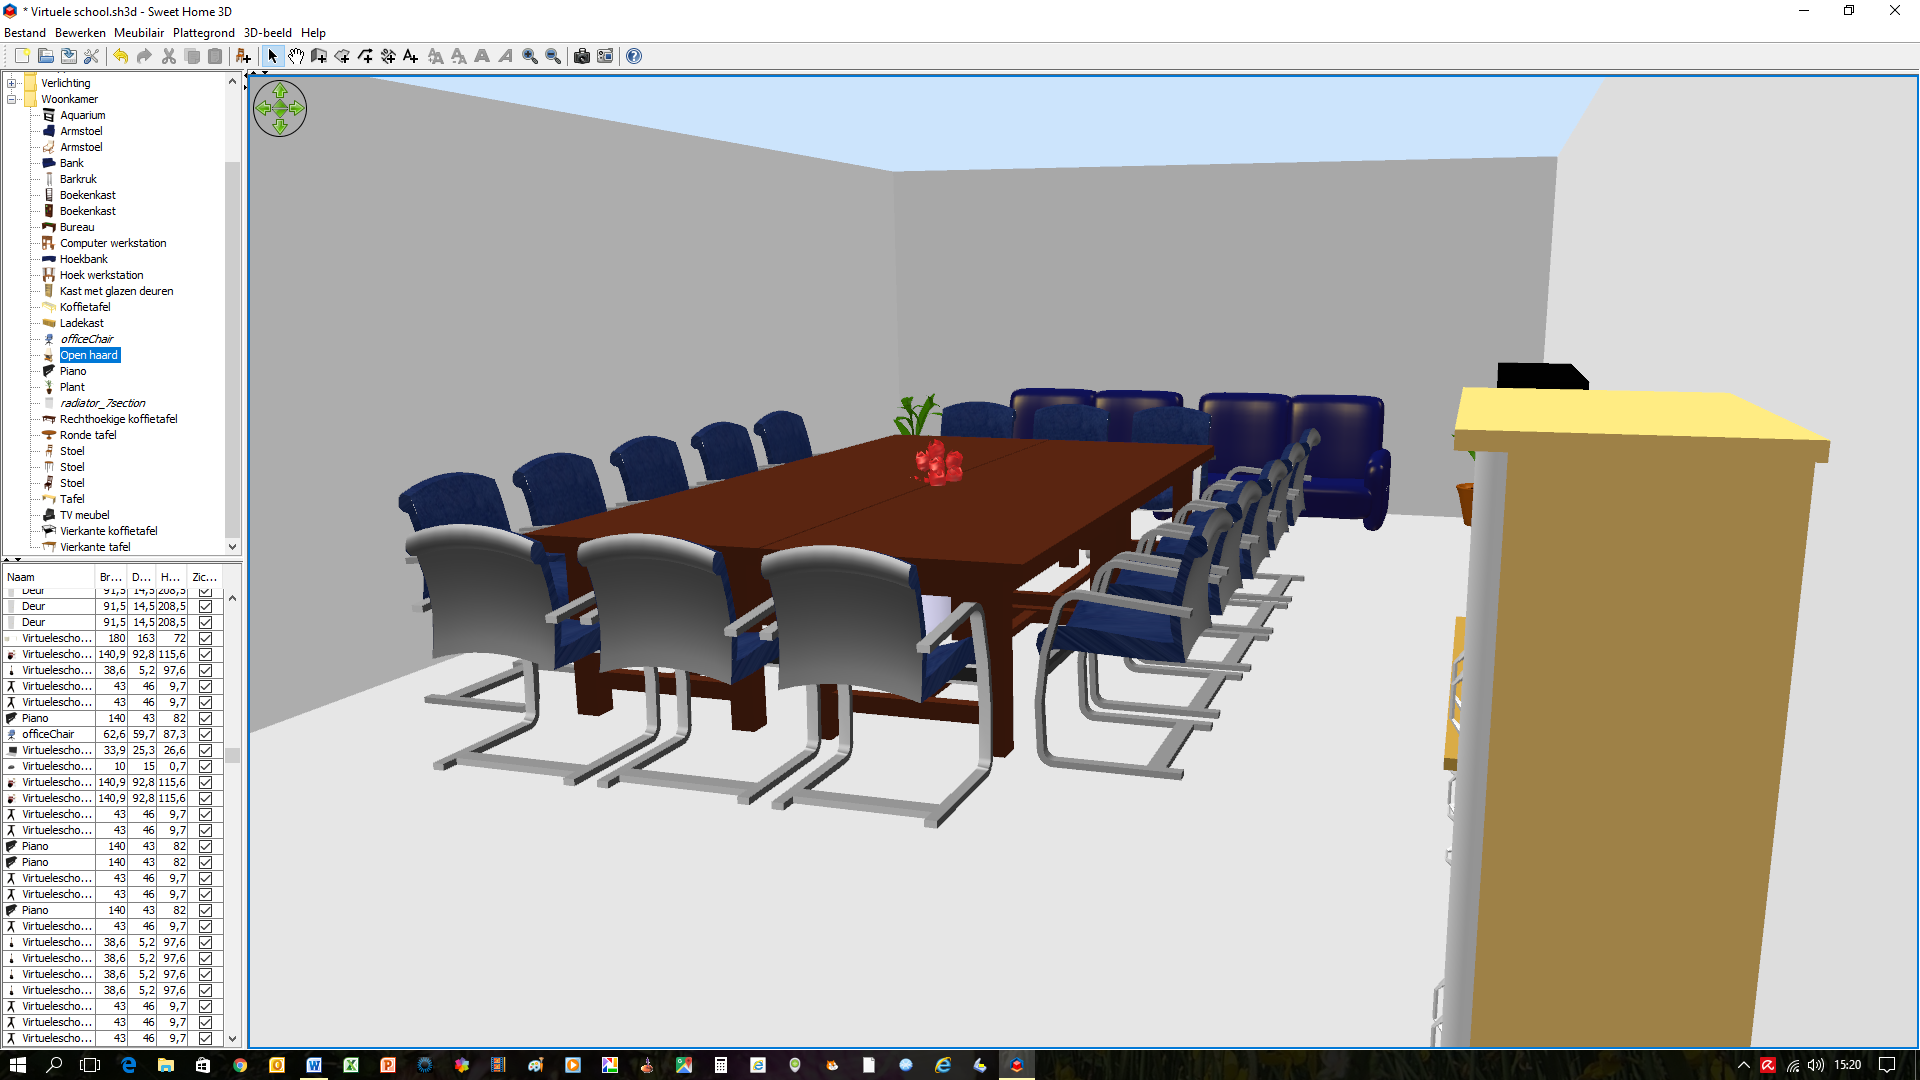 * Virtuele school.sh3d - Sweet Home 3D
Bestand Bewerken Meubilair Plattegrond 3D-beeld Help
Verlichting
Woonkamer
Aquarium
Armstoel
Armstoel
Bank
Barkruk
Boekenkast
Boekenkast
Bureau
Computer werkstation
Hoekbank
Hoek werkstation
Kast met glazen deuren
Koffietafel
Ladekast
officeChair
Open haard
Piano
Plant
radiator_7section
Rechthoekige koffietafel
Ronde tafel
Stoel
Stoel
Stoel
Tafel
TV meubel
Vierkante koffietafel
Vierkante tafel
Naam Br... D... H... Zic...
Deur 91,5 14,5 208,5
Deur 91,5 14,5 208,5
Deur 91,5 14,5 208,5
Virtuelescho... 180 163 72
Virtuelescho... 140,9 92,8 115,6
Virtuelescho... 38,6 5,2 97,6
Virtuelescho... 43 46 9,7
Virtuelescho... 43 46 9,7
Piano 140 43 82
officeChair 62,6 59,7 87,3
Virtuelescho... 33,9 25,3 26,6
Virtuelescho... 10 15 0,7
Virtuelescho... 140,9 92,8 115,6
Virtuelescho... 140,9 92,8 115,6
Virtuelescho... 43 46 9,7
Virtuelescho... 43 46 9,7
Piano 140 43 82
Piano 140 43 82
Virtuelescho... 43 46 9,7
Virtuelescho... 43 46 9,7
Piano 140 43 82
Virtuelescho... 43 46 9,7
Virtuelescho... 38,6 5,2 97,6
Virtuelescho... 38,6 5,2 97,6
Virtuelescho... 38,6 5,2 97,6
Virtuelescho... 38,6 5,2 97,6
Virtuelescho... 43 46 9,7
Virtuelescho... 43 46 9,7
Virtuelescho... 43 46 9,7
15:20